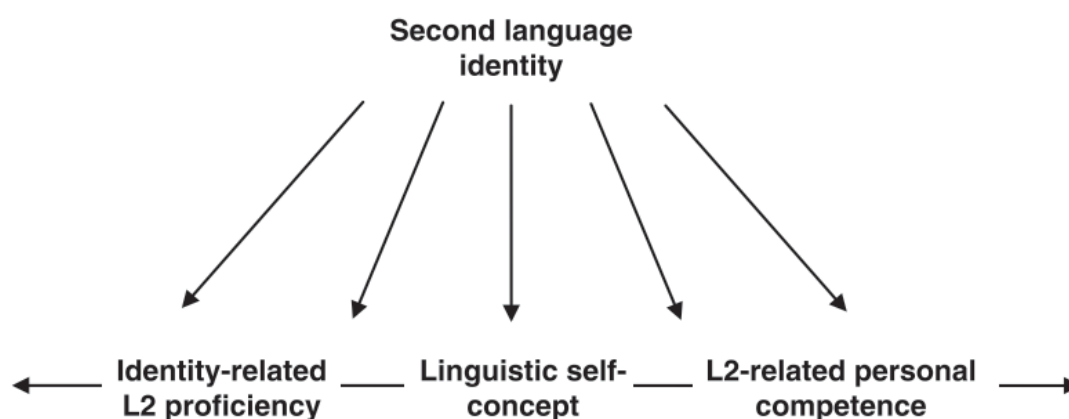 Second language
identity
Identity-related
L2 proficiency
Linguistic self-
concept
L2-related personal
competence